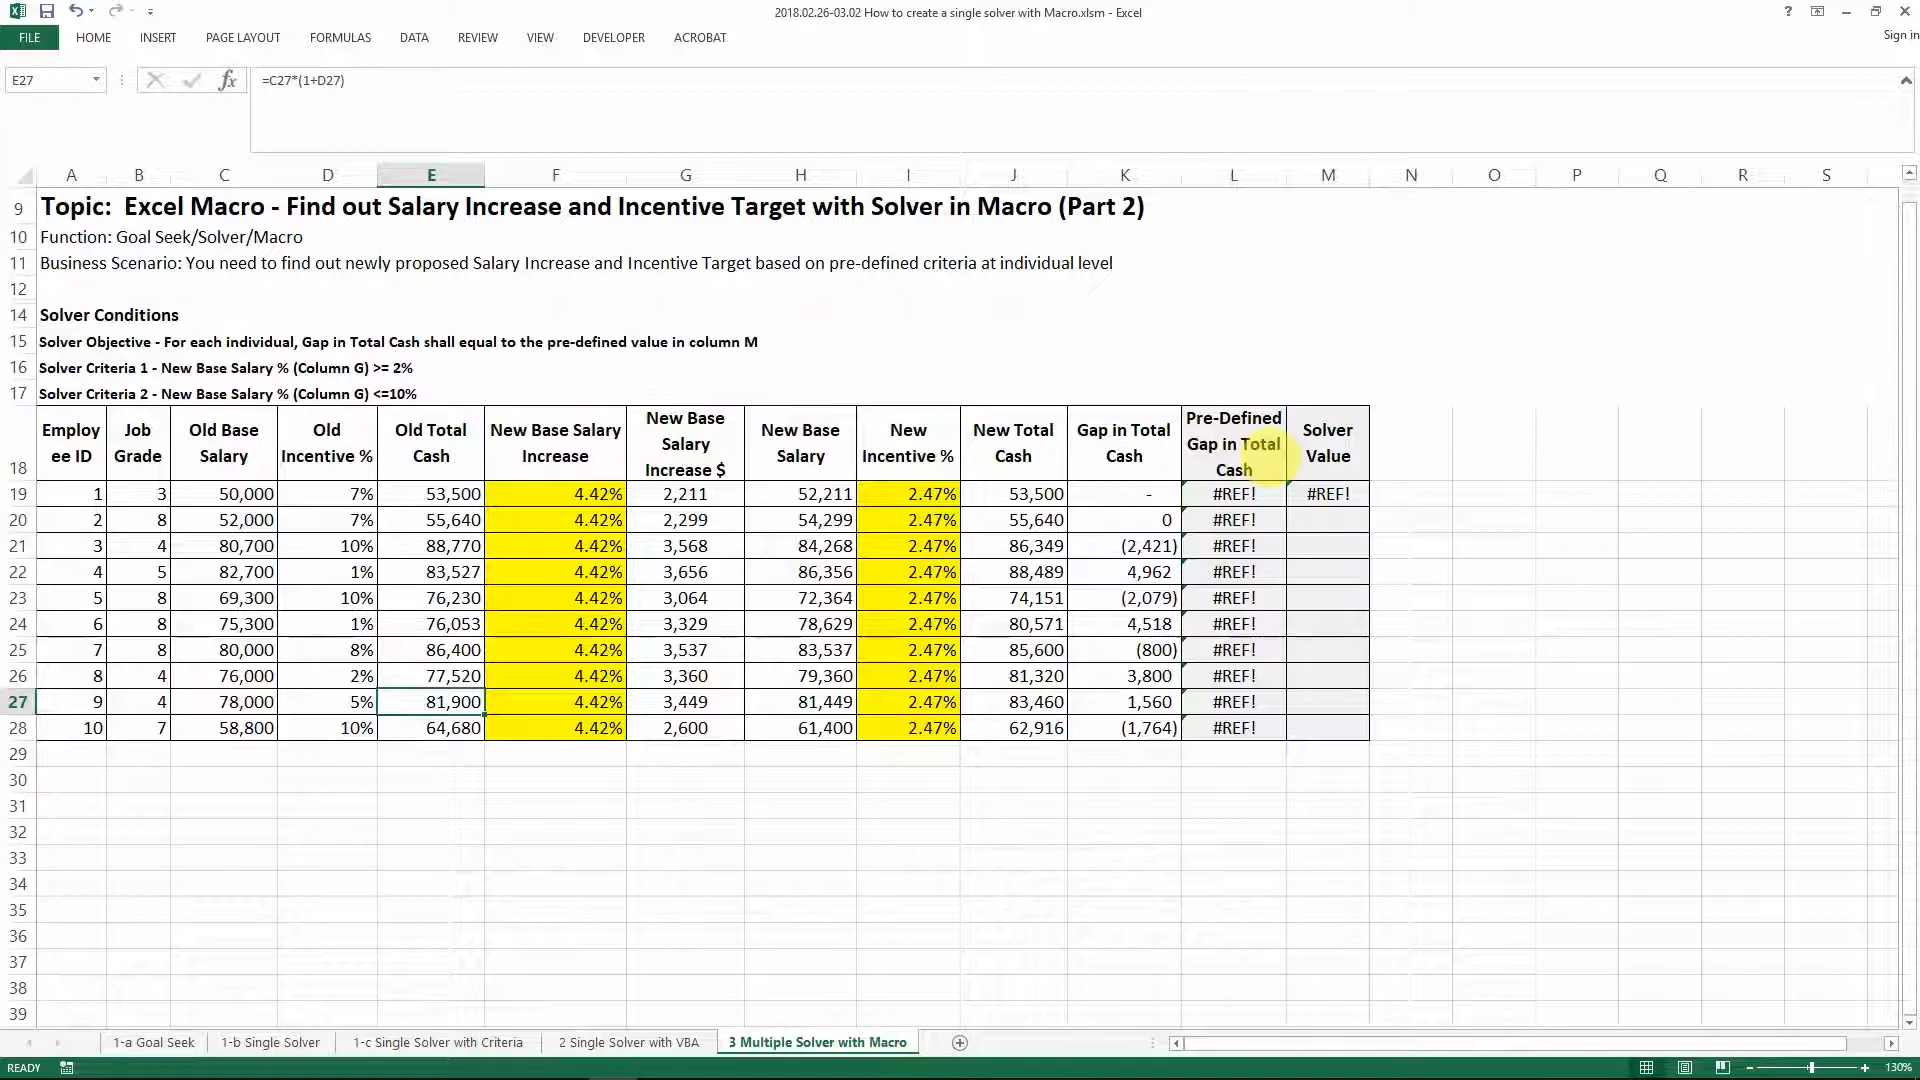 2018.02.26-03.02 How to create a single solver with Macro.xlsm - Excel
? 
FILE HOME INSERT PAGE LAYOUT FORMULAS DATA REVIEW VIEW DEVELOPER ACROBAT
Sign in
E27 fx =C27*(1+D27)
A B C D E F G H I J K L M N O P Q R S
9 Topic: Excel Macro - Find out Salary Increase and Incentive Target with Solver in Macro (Part 2)
10 Function: Goal Seek/Solver/Macro
11 Business Scenario: You need to find out newly proposed Salary Increase and Incentive Target based on pre-defined criteria at individual level
12
14 Solver Conditions
15 Solver Objective - For each individual, Gap in Total Cash shall equal to the pre-defined value in column M
16 Solver Criteria 1 - New Base Salary % (Column G) >= 2%
17 Solver Criteria 2 - New Base Salary % (Column G) <=10%
18 Employ ee ID Job Grade Old Base Salary Old Incentive % Old Total Cash New Base Salary Increase New Base Salary Increase $ New Base Salary New Incentive % New Total Cash Gap in Total Cash Pre-Defined Gap in Total Cash Solver Value
19 1 3 50,000 7% 53,500 4.42% 2,211 52,211 2.47% 53,500 - #REF! #REF!
20 2 8 52,000 7% 55,640 4.42% 2,299 54,299 2.47% 55,640 0 #REF!
21 3 4 80,700 10% 88,770 4.42% 3,568 84,268 2.47% 86,349 (2,421) #REF!
22 4 5 82,700 1% 83,527 4.42% 3,656 86,356 2.47% 88,489 4,962 #REF!
23 5 8 69,300 10% 76,230 4.42% 3,064 72,364 2.47% 74,151 (2,079) #REF!
24 6 8 75,300 1% 76,053 4.42% 3,329 78,629 2.47% 80,571 4,518 #REF!
25 7 8 80,000 8% 86,400 4.42% 3,537 83,537 2.47% 85,600 (800) #REF!
26 8 4 76,000 2% 77,520 4.42% 3,360 79,360 2.47% 81,320 3,800 #REF!
27 9 4 78,000 5% 81,900 4.42% 3,449 81,449 2.47% 83,460 1,560 #REF!
28 10 7 58,800 10% 64,680 4.42% 2,600 61,400 2.47% 62,916 (1,764) #REF!
29
30
31
32
33
34
35
36
37
38
39
1-a Goal Seek 1-b Single Solver 1-c Single Solver with Criteria 2 Single Solver with VBA 3 Multiple Solver with Macro
READY 130%